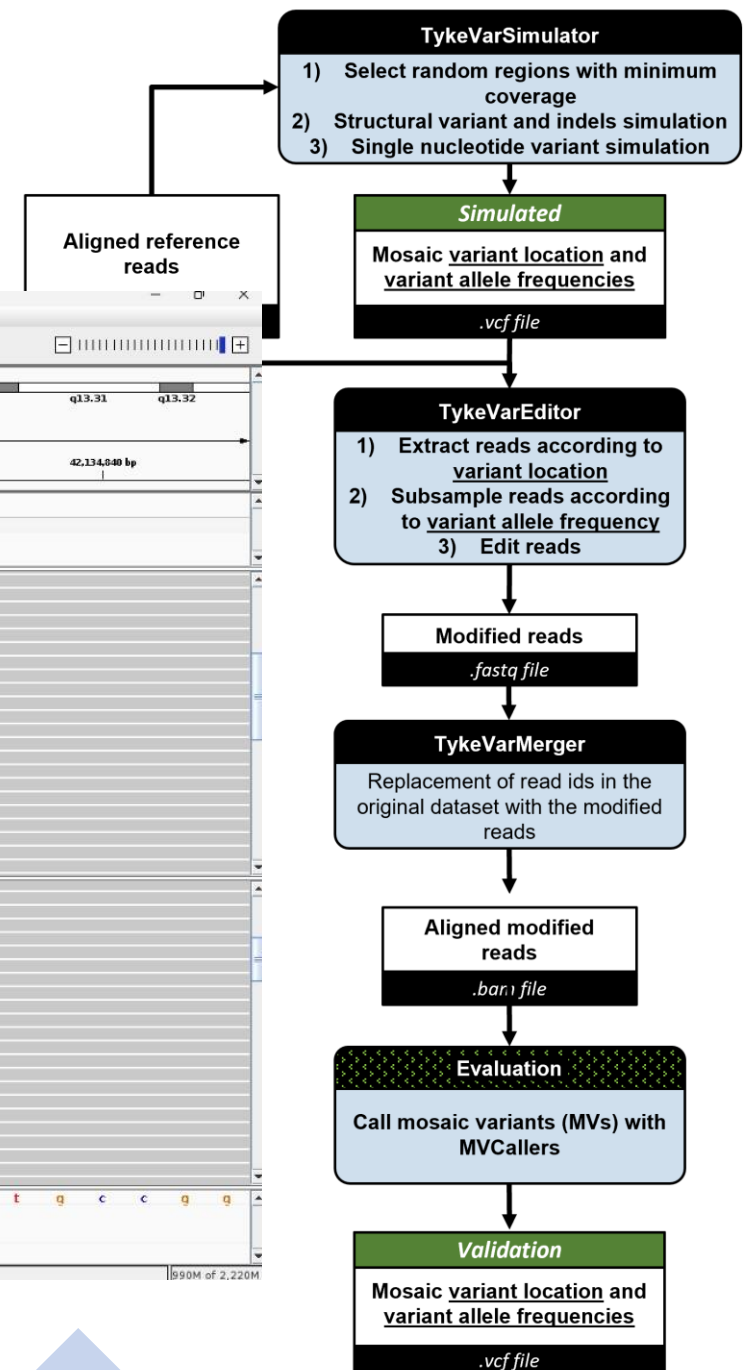 TykeVarSimulator
1) Select random regions with minimum
coverage
2) Structural variant and indels simulation
3) Single nucleotide variant simulation
Aligned reference
reads
Simulated
Mosaic variant location and
variant allele frequencies
.vcf file
q13.31 q13.32
42,134,840 bp
TykeVarEditor
1) Extract reads according to
variant location
2) Subsample reads according
to variant allele frequency
3) Edit reads
Modified reads
.fastq file
TykeVarMerger
Replacement of read ids in the
original dataset with the modified
reads
Aligned modified
reads
.bam file
Evaluation
Call mosaic variants (MVs) with
MVCallers
t g c c g g
990M of 2,220M
Validation
Mosaic variant location and
variant allele frequencies
.vcf file